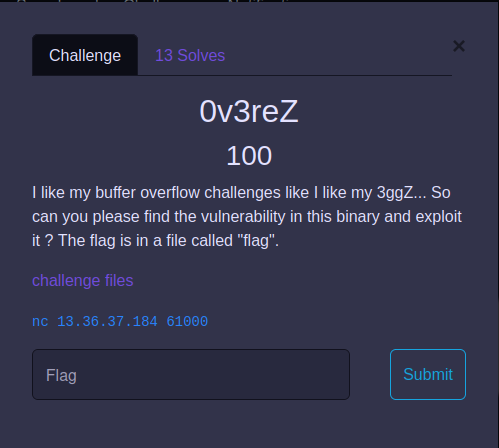 Challenge
13 Solves
×
0v3reZ
100
I like my buffer overflow challenges like I like my 3ggZ... So
can you please find the vulnerability in this binary and exploit
it ? The flag is in a file called "flag".
challenge files
nc 13.36.37.184 61000
Flag
Submit